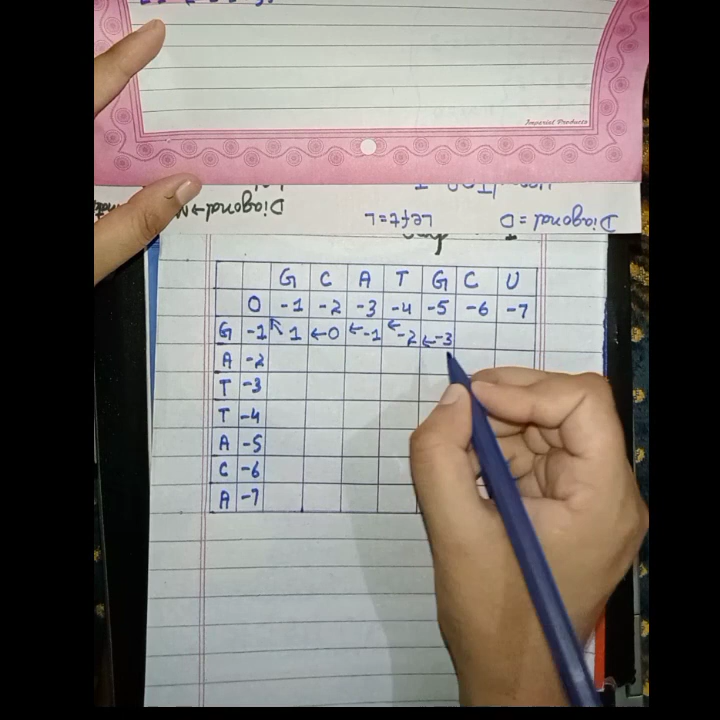 Imperial Products
Diagonal = D Left = L Diagonal → M
G C A T G C U
0 -1 -2 -3 -4 -5 -6 -7
G -1 ↖ 1 ←0 ←-1 ←-2 ←-3
A -2
T -3
T -4
A -5
C -6
A -7